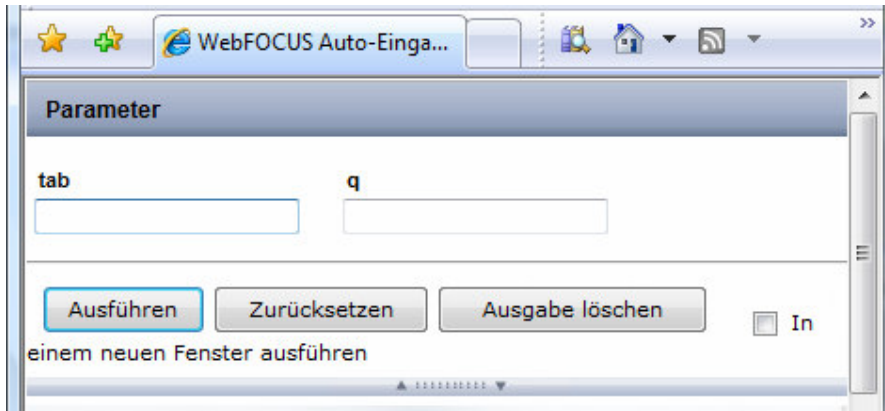 WebFOCUS Auto-Einga...
Parameter
tab q
Ausführen Zurücksetzen Ausgabe löschen In
einem neuen Fenster ausführen